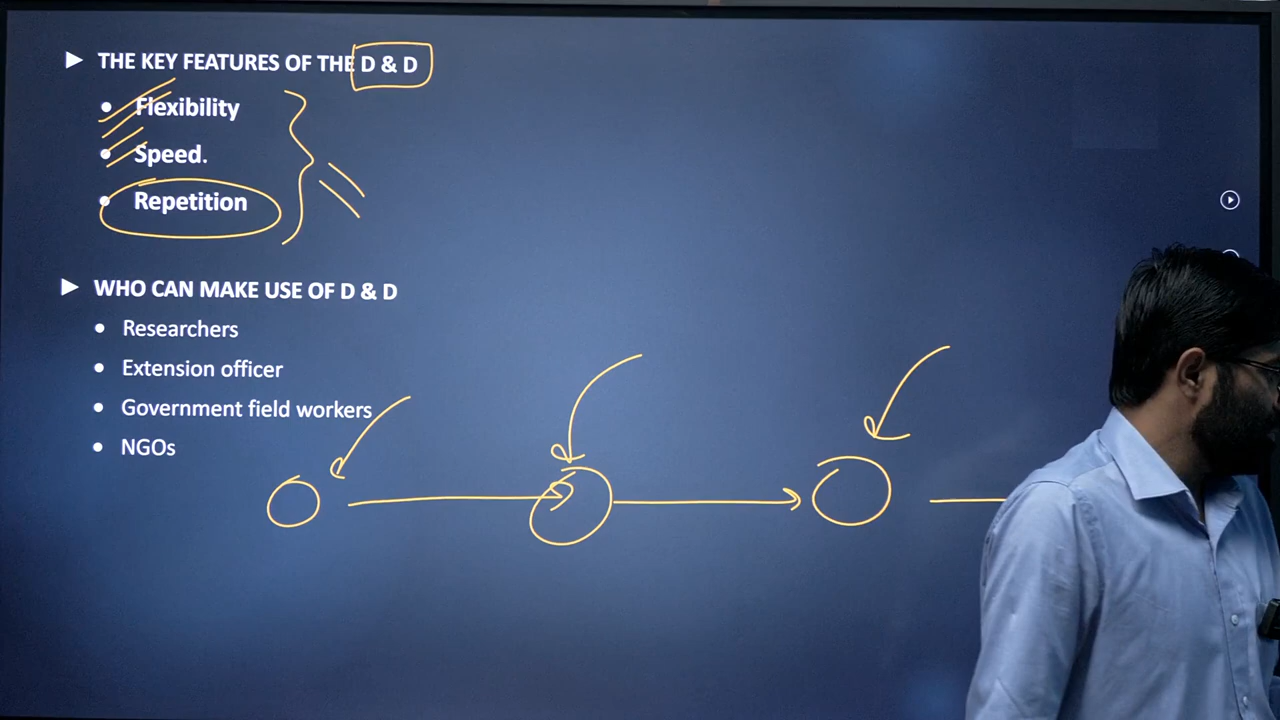 THE KEY FEATURES OF THE D & D
Flexibility
Speed.
Repetition
WHO CAN MAKE USE OF D & D
Researchers
Extension officer
Government field workers
NGOs